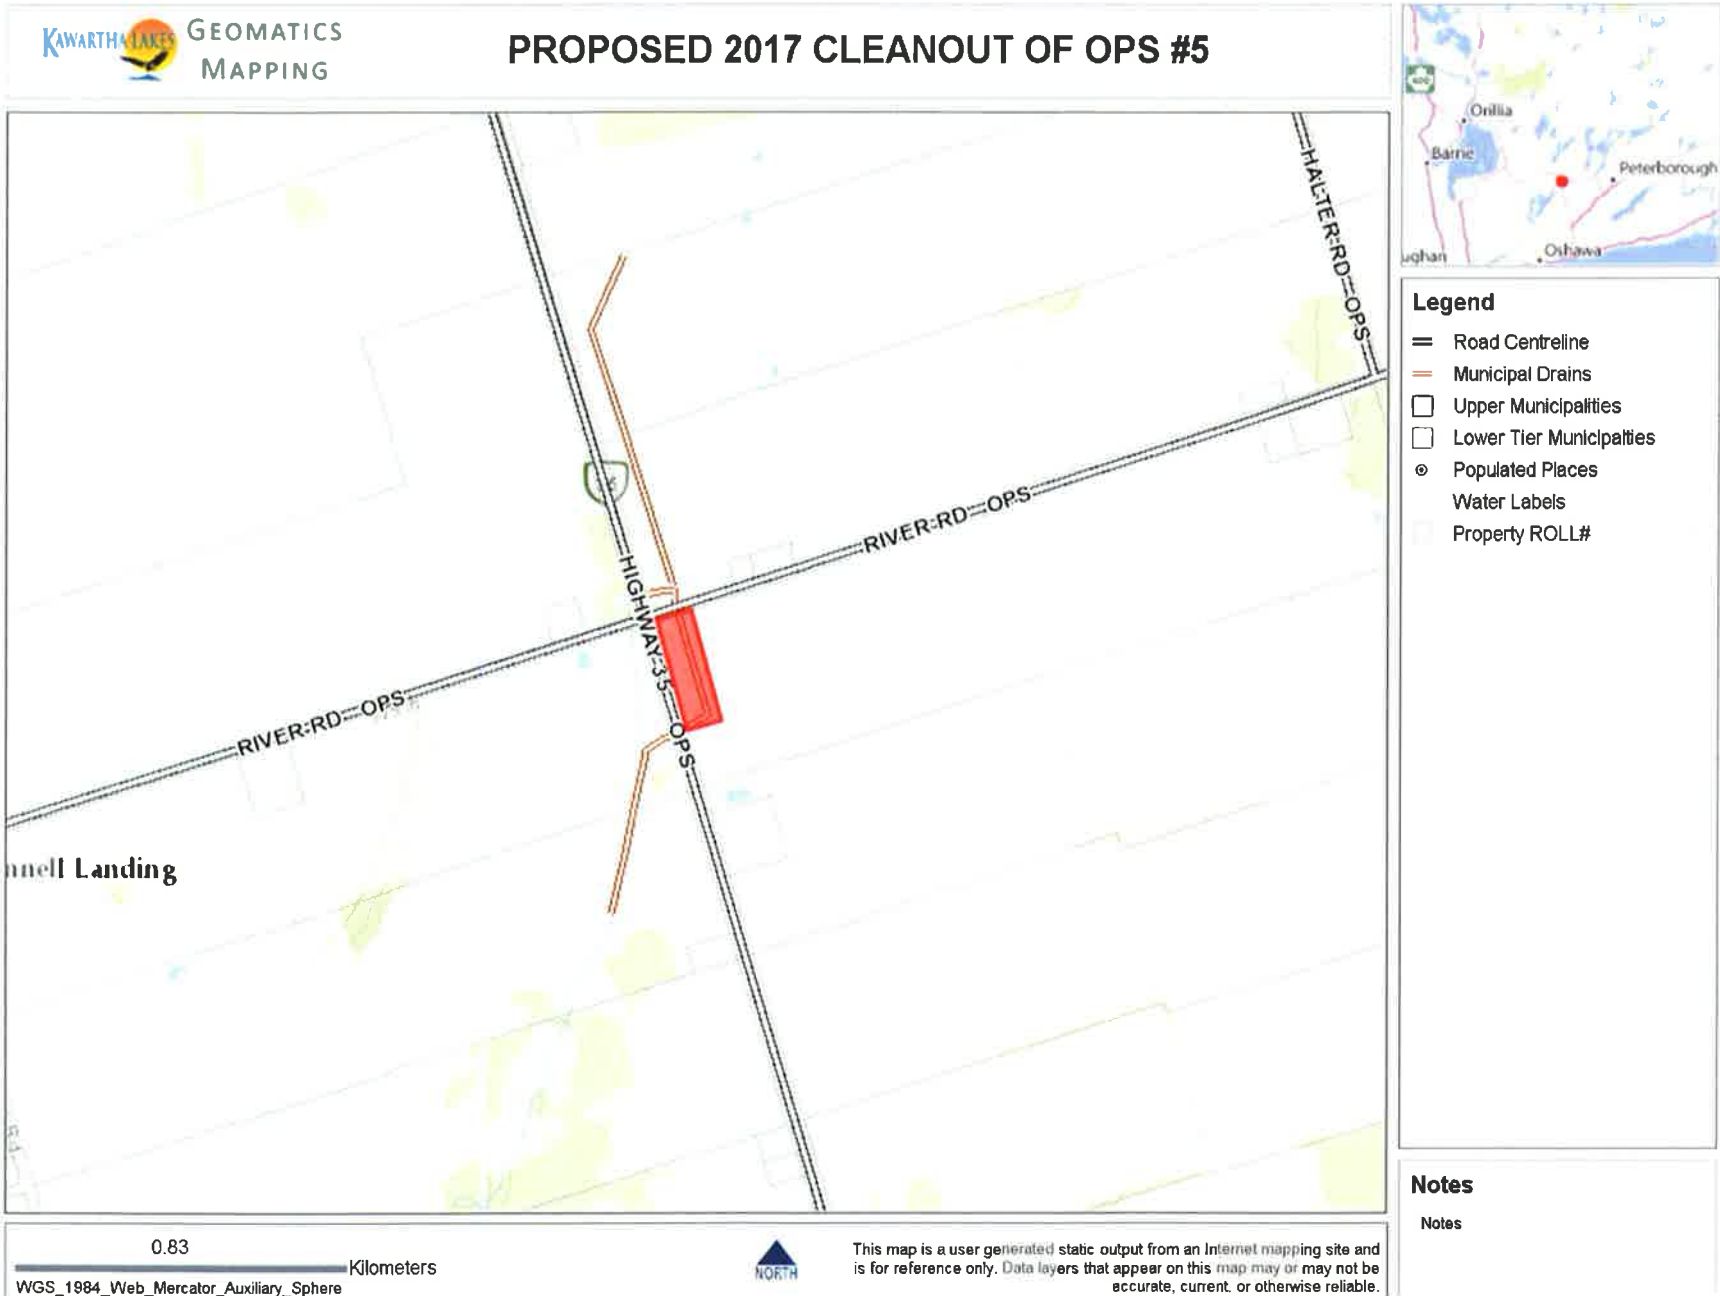 KAWARTHA LAKES
GEOMATICS
MAPPING
PROPOSED 2017 CLEANOUT OF OPS #5
400
Orillia
Barrie
Peterborough
Oshawa
ughan
HALTER RD OPS
RIVER RD OPS
HIGHWAY 35 OPS
RIVER RD OPS
nnell Landing
Legend
Road Centreline
Municipal Drains
Upper Municipalities
Lower Tier Municipalties
Populated Places
Water Labels
Property ROLL#
Notes
Notes
0.83
Kilometers
WGS_1984_Web_Mercator_Auxiliary_Sphere
NORTH
This map is a user generated static output from an Internet mapping site and
is for reference only. Data layers that appear on this map may or may not be
accurate, current, or otherwise reliable.